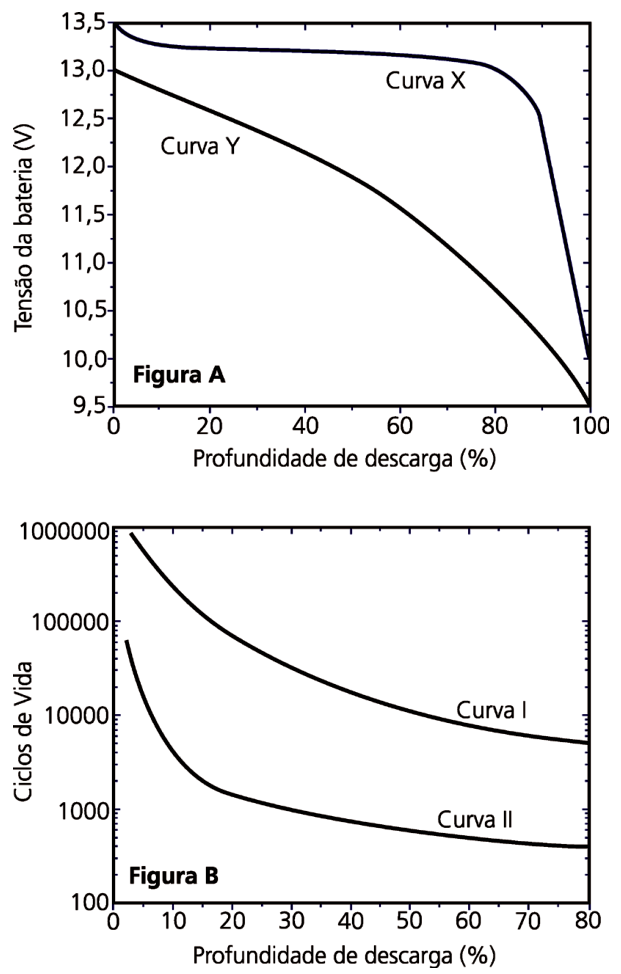 13,5
13,0
12,5
12,0
11,5
11,0
10,5
10,0
9,5
Tensão da bateria (V)
Curva X
Curva Y
Figura A
0 20 40 60 80 100
Profundidade de descarga (%)
1000000
100000
10000
1000
100
Ciclos de Vida
Curva I
Curva II
Figura B
0 10 20 30 40 50 60 70 80
Profundidade de descarga (%)